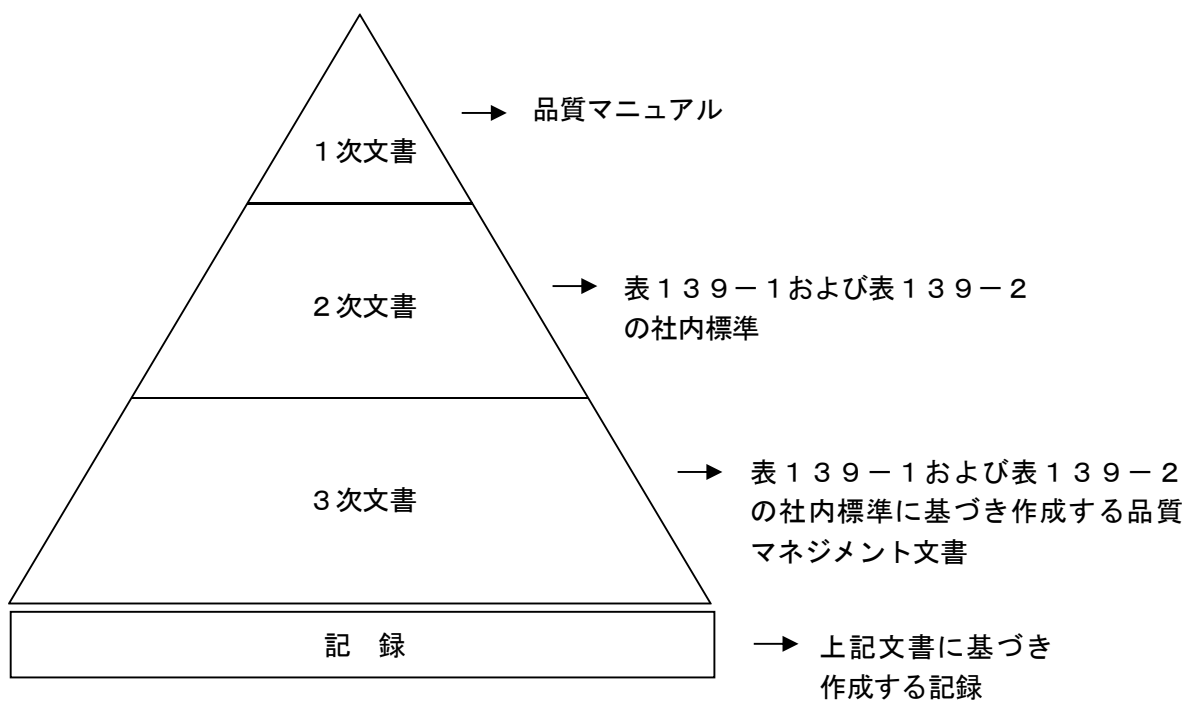 １次文書
→ 品質マニュアル
２次文書
→ 表１３９－１および表１３９－２
の社内標準
３次文書
→ 表１３９－１および表１３９－２
の社内標準に基づき作成する品質
マネジメント文書
記　録
→ 上記文書に基づき
作成する記録